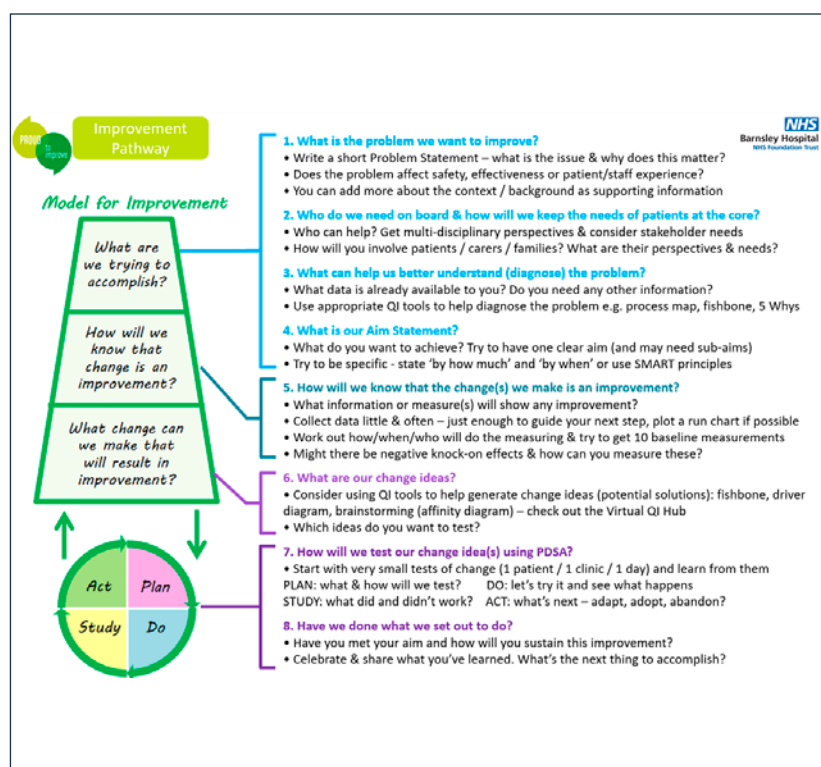 PROUD
to
improve
Improvement
Pathway
NHS
Barnsley Hospital
NHS Foundation Trust
Model for Improvement
What are
we trying to
accomplish?
How will we
know that
change is an
improvement?
What change can
we make that
will result in
improvement?
Act
Plan
Study
Do
1. What is the problem we want to improve?
• Write a short Problem Statement – what is the issue & why does this matter?
• Does the problem affect safety, effectiveness or patient/staff experience?
• You can add more about the context / background as supporting information
2. Who do we need on board & how will we keep the needs of patients at the core?
• Who can help? Get multi-disciplinary perspectives & consider stakeholder needs
• How will you involve patients / carers / families? What are their perspectives & needs?
3. What can help us better understand (diagnose) the problem?
• What data is already available to you? Do you need any other information?
• Use appropriate QI tools to help diagnose the problem e.g. process map, fishbone, 5 Whys
4. What is our Aim Statement?
• What do you want to achieve? Try to have one clear aim (and may need sub-aims)
• Try to be specific - state ‘by how much’ and ‘by when’ or use SMART principles
5. How will we know that the change(s) we make is an improvement?
• What information or measure(s) will show any improvement?
• Collect data little & often – just enough to guide your next step, plot a run chart if possible
• Work out how/when/who will do the measuring & try to get 10 baseline measurements
• Might there be negative knock-on effects & how can you measure these?
6. What are our change ideas?
• Consider using QI tools to help generate change ideas (potential solutions): fishbone, driver
diagram, brainstorming (affinity diagram) – check out the Virtual QI Hub
• Which ideas do you want to test?
7. How will we test our change idea(s) using PDSA?
• Start with very small tests of change (1 patient / 1 clinic / 1 day) and learn from them
PLAN: what & how will we test? DO: let’s try it and see what happens
STUDY: what did and didn’t work? ACT: what’s next – adapt, adopt, abandon?
8. Have we done what we set out to do?
• Have you met your aim and how will you sustain this improvement?
• Celebrate & share what you’ve learned. What’s the next thing to accomplish?